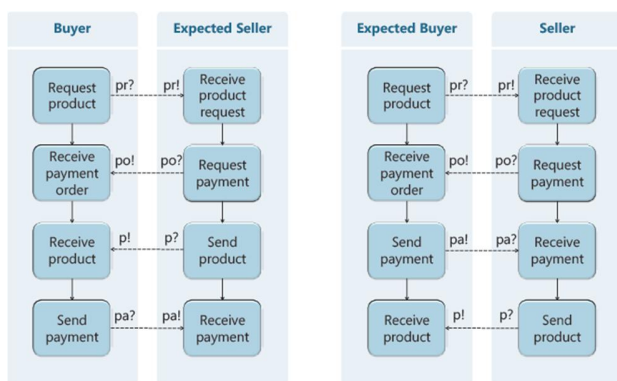 Buyer
Expected Seller
Request
product
pr?
pr!
Receive
product
request
Receive
payment
order
po!
po?
Request
payment
Receive
product
p!
p?
Send
product
Send
payment
pa?
pa!
Receive
payment
Expected Buyer
Seller
Request
product
pr?
pr!
Receive
product
request
Receive
payment
order
po!
po?
Request
payment
Send
payment
pa!
pa?
Receive
payment
Receive
product
p!
p?
Send
product